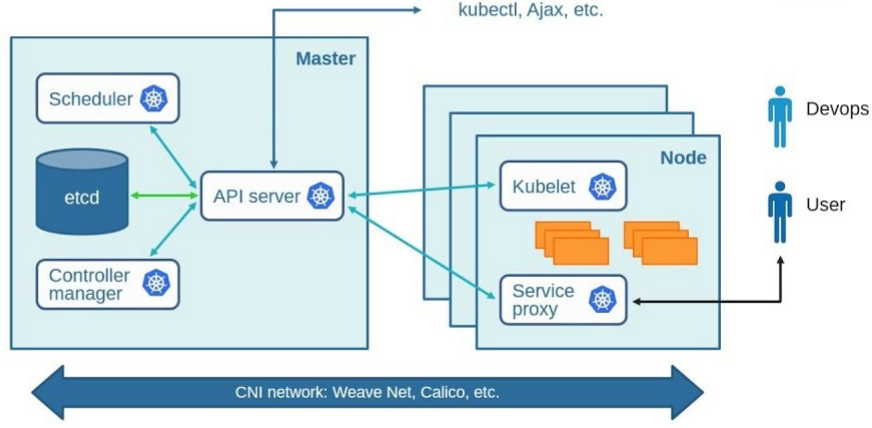 kubectl, Ajax, etc.
Master
Scheduler
etcd
API server
Controller
manager
Node
Kubelet
Service
proxy
Devops
User
CNI network: Weave Net, Calico, etc.